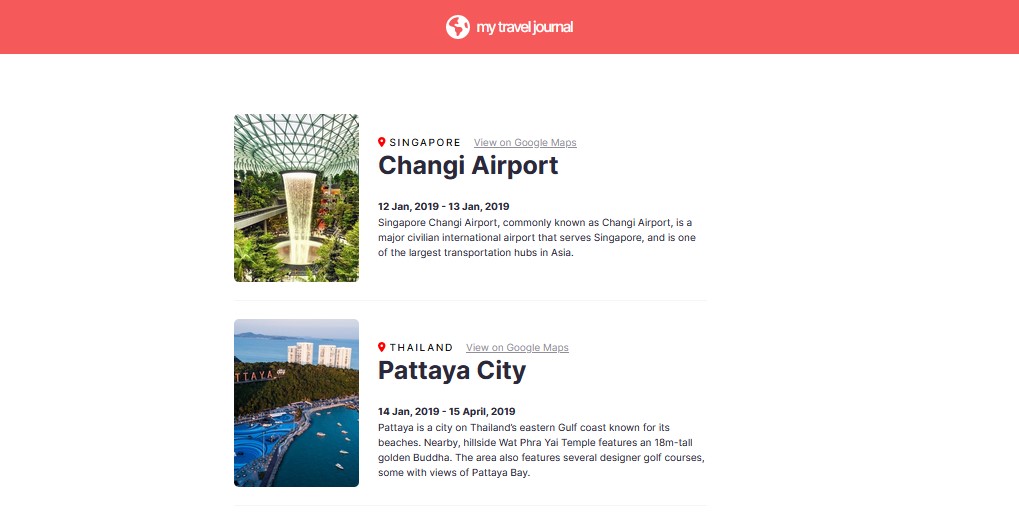 my travel journal
SINGAPORE View on Google Maps
Changi Airport
12 Jan, 2019 - 13 Jan, 2019
Singapore Changi Airport, commonly known as Changi Airport, is a
major civilian international airport that serves Singapore, and is one
of the largest transportation hubs in Asia.
THAILAND View on Google Maps
TTAYA
Pattaya City
14 Jan, 2019 - 15 April, 2019
Pattaya is a city on Thailand’s eastern Gulf coast known for its
beaches. Nearby, hillside Wat Phra Yai Temple features an 18m-tall
golden Buddha. The area also features several designer golf courses,
some with views of Pattaya Bay.